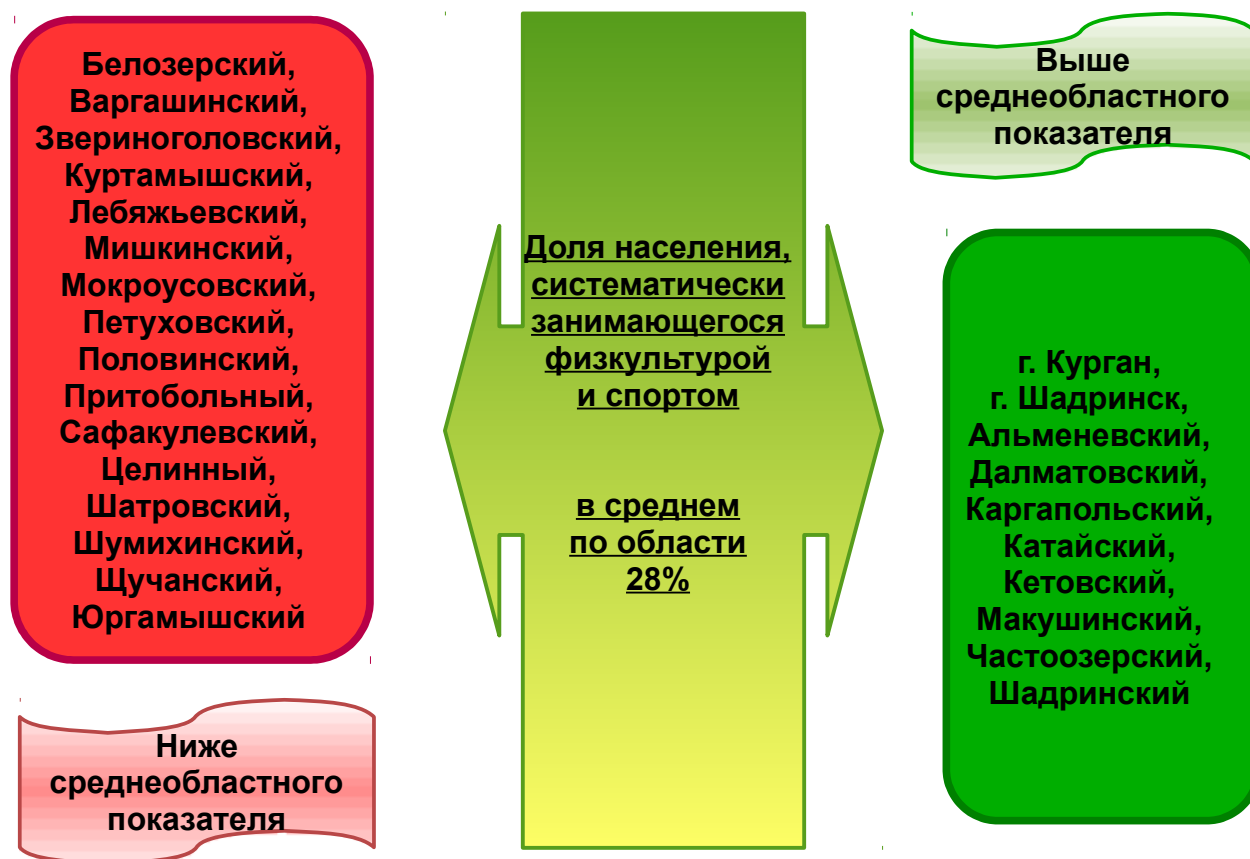 Белозерский,
Варгашинский,
Звериноголовский,
Куртамышский,
Лебяжьевский,
Мишкинский,
Мокроусовский,
Петуховский,
Половинский,
Притобольный,
Сафакулевский,
Целинный,
Шатровский,
Шумихинский,
Щучанский,
Юргамышский
Ниже
среднеобластного
показателя
Доля населения,
систематически
занимающегося
физкультурой
и спортом
в среднем
по области
28%
Выше
среднеобластного
показателя
г. Курган,
г. Шадринск,
Альменевский,
Далматовский,
Каргапольский,
Катайский,
Кетовский,
Макушинский,
Частоозерский,
Шадринский